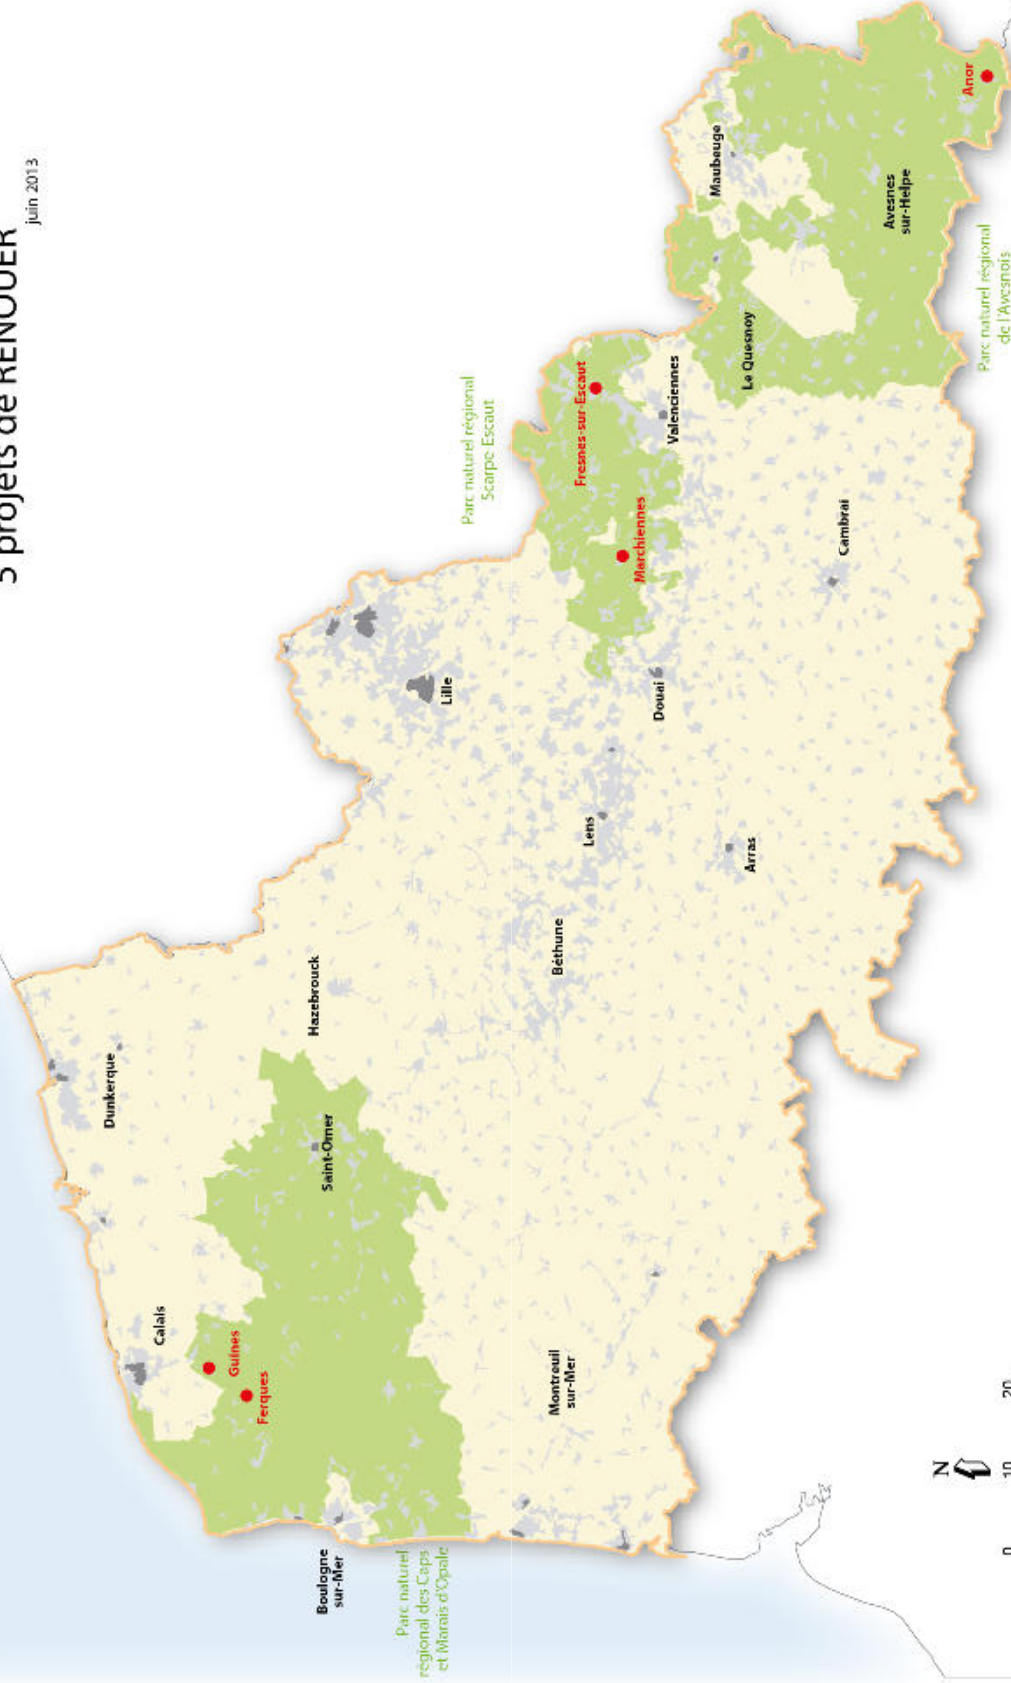 5 projets de RENOUER
juin 2013
Dunkerque
Calais
Guînes
Ferques
Saint-Omer
Hazebrouck
Boulogne
sur-Mer
Parc naturel
régional des Caps
et Marais d'Opale
Lille
Parc naturel régional
Scarpe-Escaut
Montreuil
sur-Mer
Béthune
Lens
Fresnes-sur-Escaut
Marchiennes
Douai
Valenciennes
Maubeuge
Arras
Le Quesnoy
Cambrai
Avesnes
sur-Helpe
Anor
Parc naturel régional
de l'Avesnois
N
0 10 20